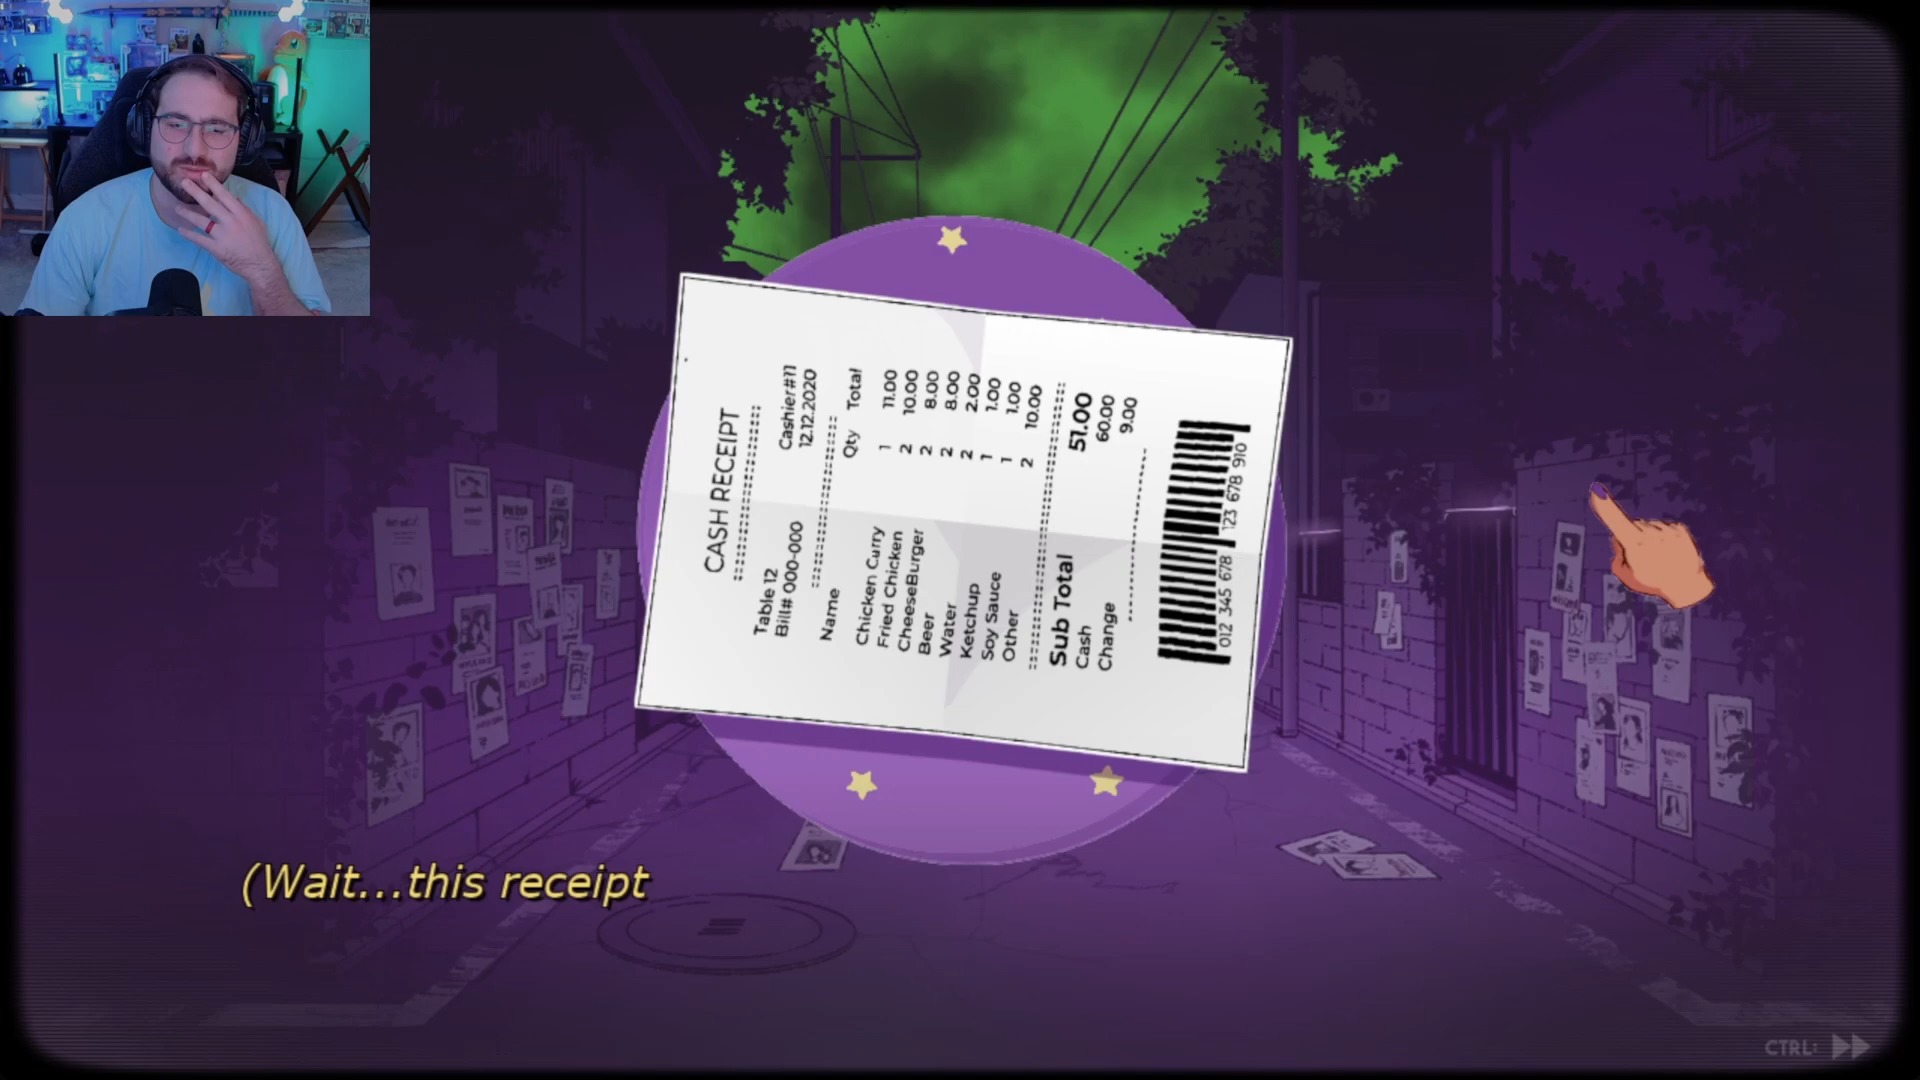 CASH RECEIPT
Table 12 Cashier#11
Bill# 000-000 12.12.2020
Name Qty Total
Chicken Curry 1 11.00
Fried Chicken 2 10.00
CheeseBurger 2 8.00
Beer 2 8.00
Water 2 2.00
Ketchup 1 1.00
Soy Sauce 1 1.00
Other 2 10.00
Sub Total 51.00
Cash 60.00
Change 9.00
012 345 678 123 678 910
(Wait...this receipt
CTRL: